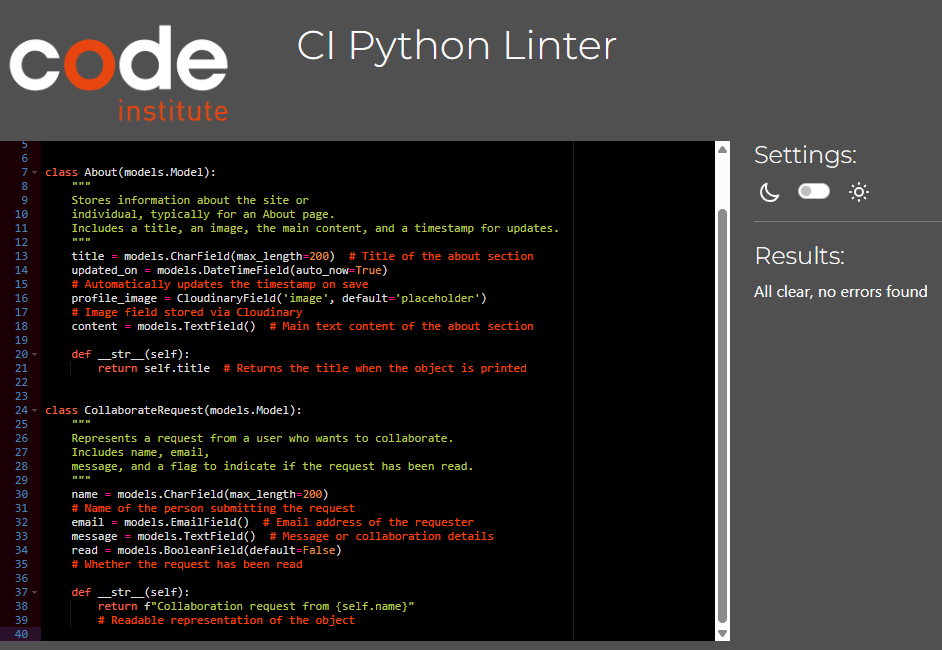 code
institute
CI Python Linter
5
6
7 class About(models.Model):
8     """
9     Stores information about the site or
10     individual, typically for an About page.
11     Includes a title, an image, the main content, and a timestamp for updates.
12     """
13     title = models.CharField(max_length=200)  # Title of the about section
14     updated_on = models.DateTimeField(auto_now=True)
15     # Automatically updates the timestamp on save
16     profile_image = CloudinaryField('image', default='placeholder')
17     # Image field stored via Cloudinary
18     content = models.TextField()  # Main text content of the about section
19
20     def __str__(self):
21         return self.title  # Returns the title when the object is printed
22
23
24 class CollaborateRequest(models.Model):
25     """
26     Represents a request from a user who wants to collaborate.
27     Includes name, email,
28     message, and a flag to indicate if the request has been read.
29     """
30     name = models.CharField(max_length=200)
31     # Name of the person submitting the request
32     email = models.EmailField()  # Email address of the requester
33     message = models.TextField()  # Message or collaboration details
34     read = models.BooleanField(default=False)
35     # Whether the request has been read
36
37     def __str__(self):
38         return f"Collaboration request from {self.name}"
39         # Readable representation of the object
40
Settings:
Results:
All clear, no errors found